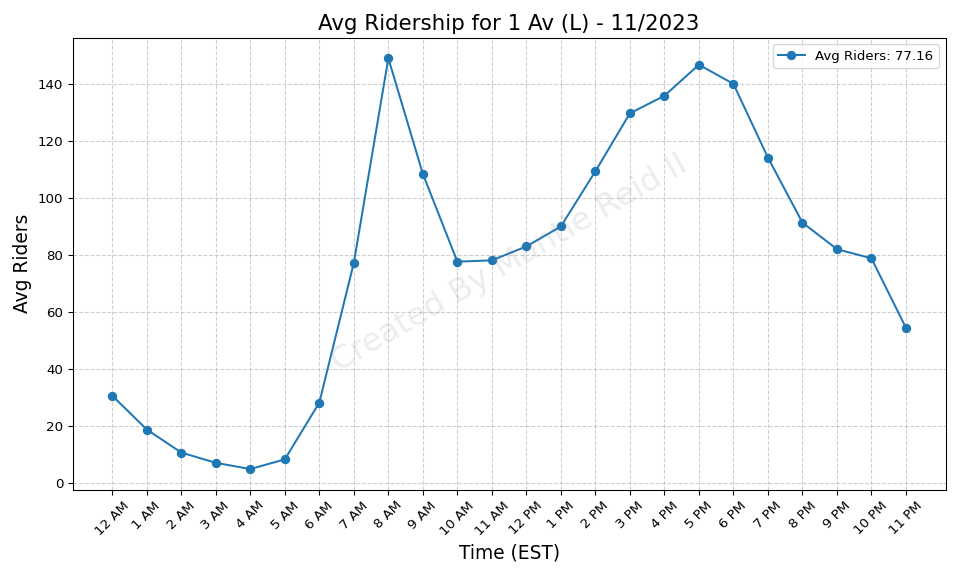 Avg Ridership for 1 Av (L) - 11/2023
Avg Riders: 77.16
140
120
100
80
60
40
20
0
Avg Riders
Created By Mantie Reid II
12 AM
1 AM
2 AM
3 AM
4 AM
5 AM
6 AM
7 AM
8 AM
9 AM
10 AM
11 AM
12 PM
1 PM
2 PM
3 PM
4 PM
5 PM
6 PM
7 PM
8 PM
9 PM
10 PM
11 PM
Time (EST)